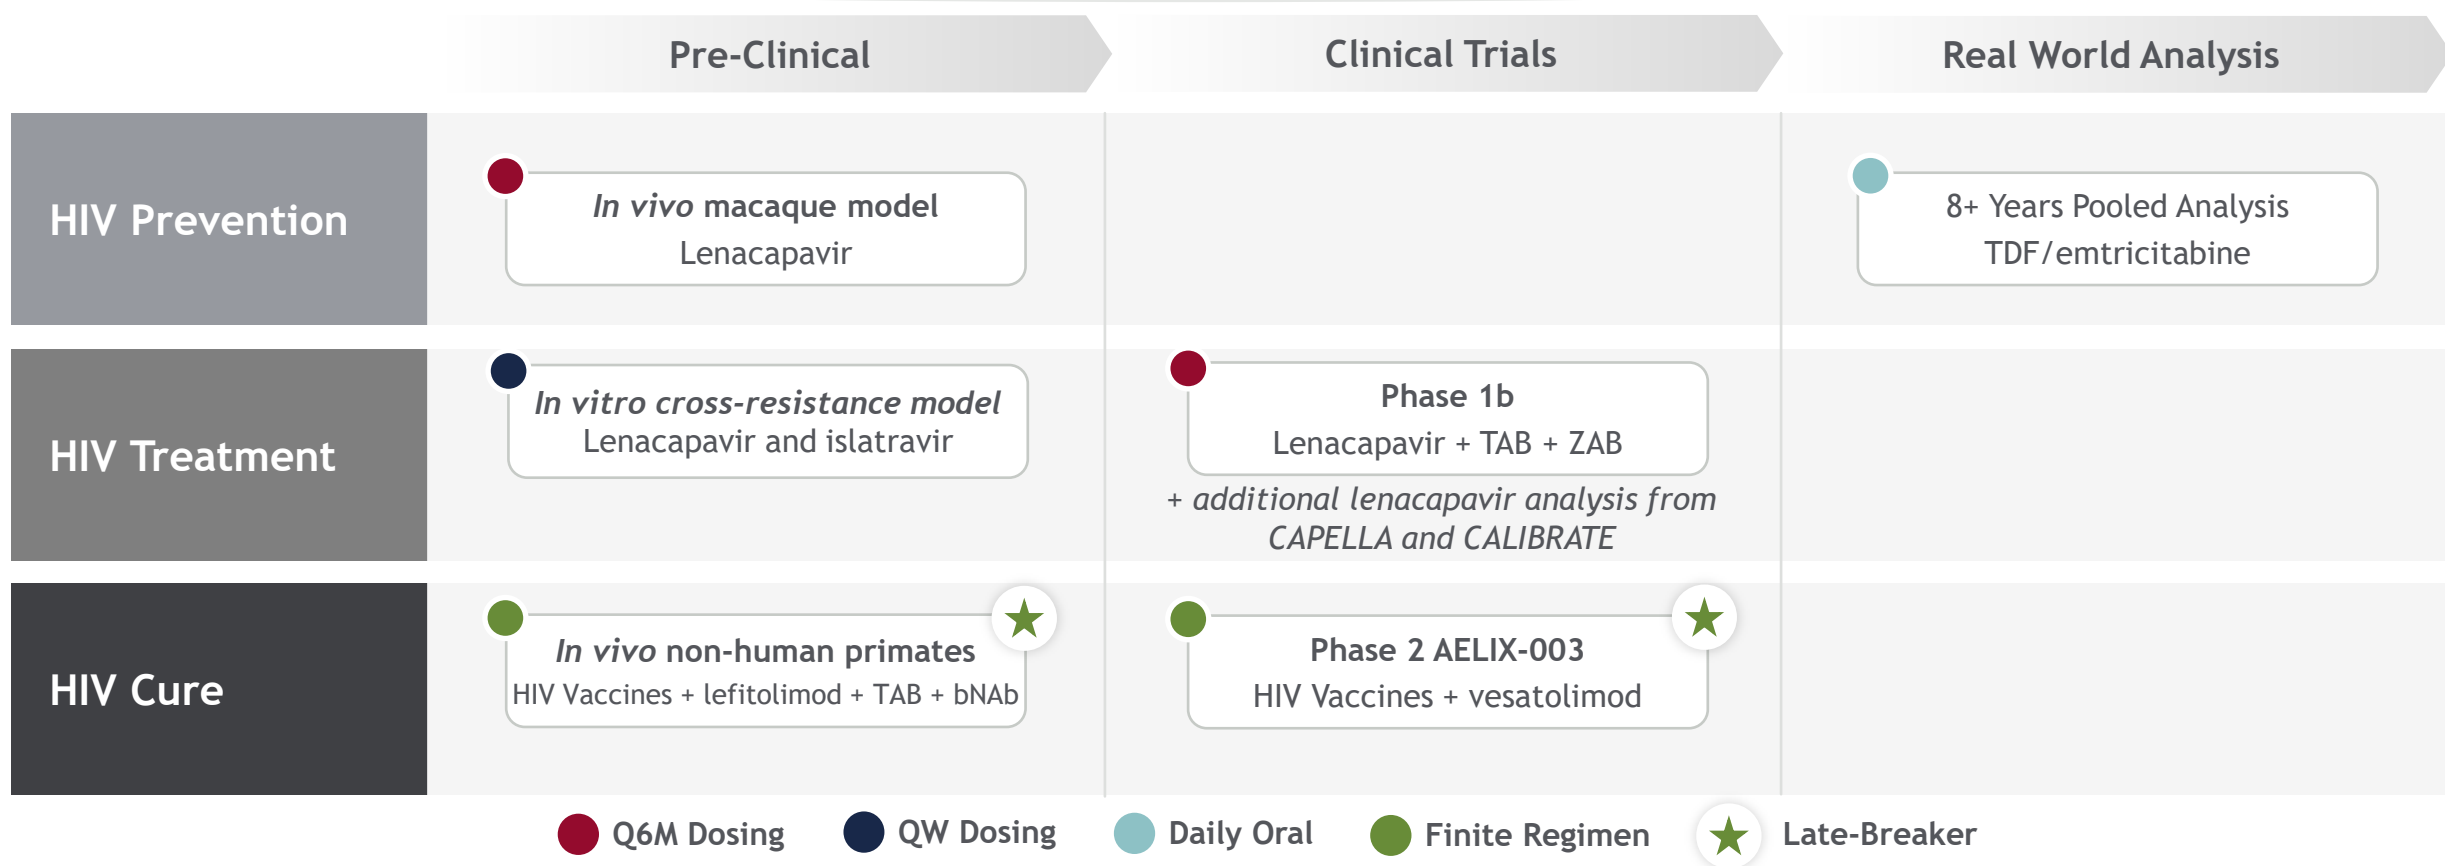 Pre-Clinical
Clinical Trials
Real World Analysis
HIV Prevention
In vivo macaque model
Lenacapavir
8+ Years Pooled Analysis
TDF/emtricitabine
HIV Treatment
In vitro cross-resistance model
Lenacapavir and islatravir
Phase 1b
Lenacapavir + TAB + ZAB
+ additional lenacapavir analysis from
CAPELLA and CALIBRATE
HIV Cure
In vivo non-human primates
HIV Vaccines + lefitolimod + TAB + bNAb
Phase 2 AELIX-003
HIV Vaccines + vesatolimod
Q6M Dosing
QW Dosing
Daily Oral
Finite Regimen
Late-Breaker